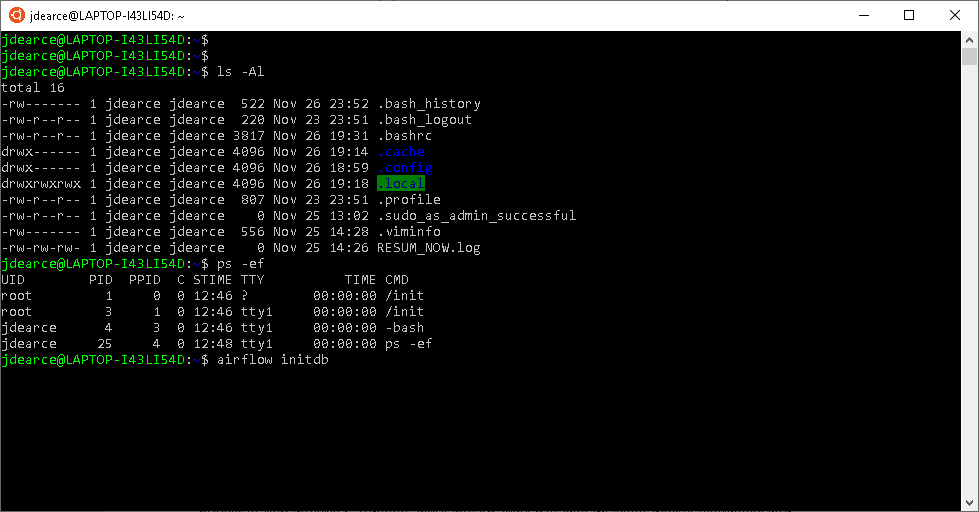 jdearce@LAPTOP-I43LI54D: ~
jdearce@LAPTOP-I43LI54D:~$
jdearce@LAPTOP-I43LI54D:~$
jdearce@LAPTOP-I43LI54D:~$ ls -Al
total 16
-rw------- 1 jdearce jdearce  522 Nov 26 23:52 .bash_history
-rw-r--r-- 1 jdearce jdearce  220 Nov 23 23:51 .bash_logout
-rw-r--r-- 1 jdearce jdearce 3817 Nov 26 19:31 .bashrc
drwx------ 1 jdearce jdearce 4096 Nov 26 19:14 .cache
drwx------ 1 jdearce jdearce 4096 Nov 26 18:59 .config
drwxrwxrwx 1 jdearce jdearce 4096 Nov 26 19:18 .local
-rw-r--r-- 1 jdearce jdearce  807 Nov 23 23:51 .profile
-rw-r--r-- 1 jdearce jdearce    0 Nov 25 13:02 .sudo_as_admin_successful
-rw------- 1 jdearce jdearce  556 Nov 25 14:28 .viminfo
-rw-rw-rw- 1 jdearce jdearce    0 Nov 25 14:26 RESUM_NOW.log
jdearce@LAPTOP-I43LI54D:~$ ps -ef
UID        PID  PPID  C STIME TTY          TIME CMD
root         1     0  0 12:46 ?        00:00:00 /init
root         3     1  0 12:46 tty1     00:00:00 /init
jdearce      4     3  0 12:46 tty1     00:00:00 -bash
jdearce     25     4  0 12:48 tty1     00:00:00 ps -ef
jdearce@LAPTOP-I43LI54D:~$ airflow initdb